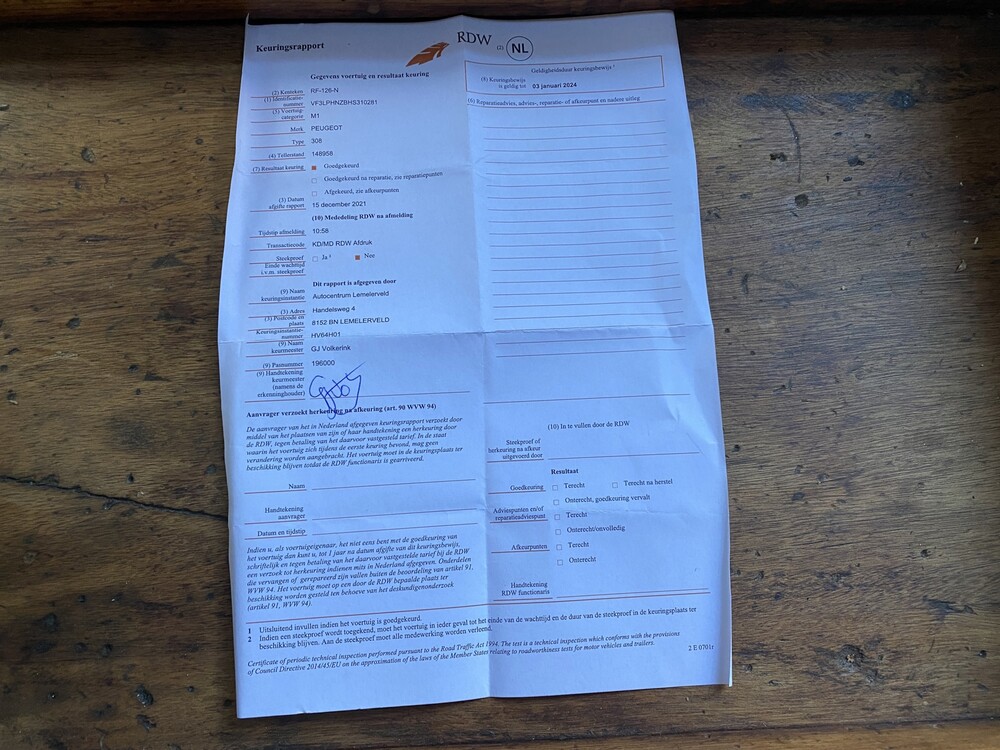 Keuringsrapport
RDW
(2)
NL
Gegevens voertuig en resultaat keuring
(2) Kenteken RF-126-N
(1) Identificatie-
nummer VF3LPHNZBHS310281
(5) Voertuig-
categorie M1
Merk PEUGEOT
Type 308
(4) Tellerstand 148958
(7) Resultaat keuring Goedgekeurd
Goedgekeurd na reparatie, zie reparatiepunten
Afgekeurd, zie afkeurpunten
(3) Datum
afgifte rapport 15 december 2021
(10) Mededeling RDW na afmelding
Tijdstip afmelding 10:58
Transactiecode KD/MD RDW Afdruk
Steekproef Ja 2 Nee
Einde wachttijd
i.v.m. steekproef
Dit rapport is afgegeven door
(9) Naam
keuringsinstantie Autocentrum Lemelerveld
(3) Adres Handelsweg 4
(3) Postcode en
plaats 8152 BN LEMELERVELD
Keuringsinstantie-
nummer HV64H01
(9) Naam
keurmeester GJ Volkerink
(9) Pasnummer 196000
(9) Handtekening
keurmeester
(namens de
erkenninghouder)
Aanvrager verzoekt herkeuring na afkeuring (art. 90 WVW 94)
De aanvrager van het in Nederland afgegeven keuringsrapport verzoekt door
middel van het plaatsen van zijn of haar handtekening een herkeuring door
de RDW, tegen betaling van het daarvoor vastgesteld tarief. In de staat
waarin het voertuig zich tijdens de eerste keuring bevond, mag geen
verandering worden aangebracht. Het voertuig moet in de keuringsplaats ter
beschikking blijven totdat de RDW functionaris is gearriveerd.
Naam
Handtekening
aanvrager
Datum en tijdstip
Indien u, als voertuigeigenaar, het niet eens bent met de goedkeuring van
het voertuig dan kunt u, tot 1 jaar na datum afgifte van dit keuringsbewijs,
schriftelijk en tegen betaling van het daarvoor vastgestelde tarief bij de RDW
een verzoek tot herkeuring indienen mits in Nederland afgegeven. Onderdelen
die vervangen of gerepareerd zijn vallen buiten de beoordeling van artikel 91,
WVW 94. Het voertuig moet op een door de RDW bepaalde plaats ter
beschikking worden gesteld ten behoeve van het deskundigenonderzoek
(artikel 91, WVW 94).
Geldigheidsduur keuringsbewijs 1
(8) Keuringsbewijs
is geldig tot 03 januari 2024
(6) Reparatieadvies, advies-, reparatie- of afkeurpunt en nadere uitleg
(10) In te vullen door de RDW
Steekproef of
herkeuring na afkeur
uitgevoerd door
Resultaat
Goedkeuring Terecht Terecht na herstel
Onterecht, goedkeuring vervalt
Adviespunten en/of
reparatieadviespunt Terecht
Onterecht/onvolledig
Afkeurpunten Terecht
Onterecht
Handtekening
RDW functionaris
1 Uitsluitend invullen indien het voertuig is goedgekeurd.
2 Indien een steekproef wordt toegekend, moet het voertuig in ieder geval tot het einde van de wachttijd en de duur van de steekproef in de keuringsplaats ter
beschikking blijven. Aan de steekproef moet alle medewerking worden verleend.
Certificate of periodic technical inspection performed pursuant to the Road Traffic Act 1994. The test is a technical inspection which conforms with the provisions
of Council Directive 2014/45/EU on the approximation of the laws of the Member States relating to roadworthiness tests for motor vehicles and trailers.
2 E 0701t